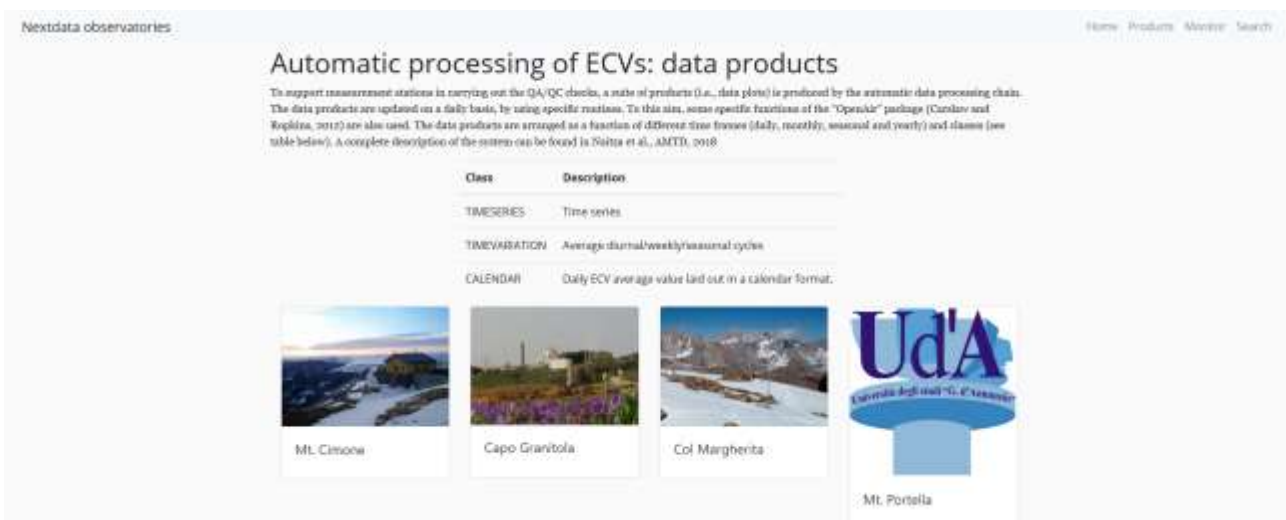 Nextdata observatories
Home Products Monitor Search
Automatic processing of ECVs: data products
To support measurement stations in carrying out the QA/QC checks, a suite of products (i.e., data plots) is produced by the automatic data processing chain.
The data products are updated on a daily basis, by using specific routines. To this aim, some specific functions of the "OpenAir" package (Carslaw and
Ropkins, 2012) are also used. The data products are arranged as a function of different time frames (daily, monthly, seasonal and yearly) and classes (see
table below). A complete description of the system can be found in Naitza et al., AMTD, 2018
Class Description
TIMESERIES Time series
TIMEVARIATION Average diurnal/weekly/seasonal cycles
CALENDAR Daily ECV average value laid out in a calendar format.
Ud'A
Università degli studi "G. d'Annunzio"
Mt. Cimone
Capo Granitola
Col Margherita
Mt. Portella